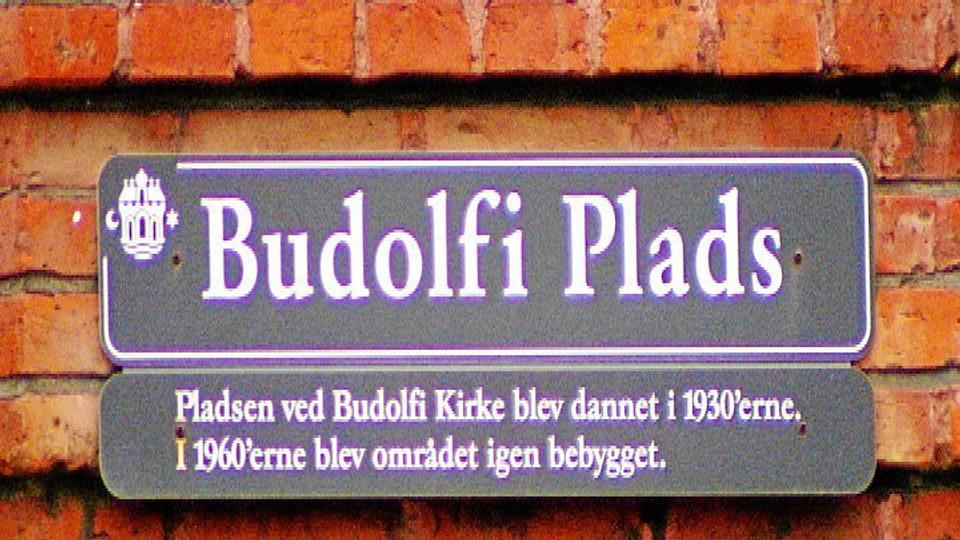 Budolfi Plads
Pladsen ved Budolfi Kirke blev dannet i 1930'erne.
I 1960'erne blev området igen bebygget.